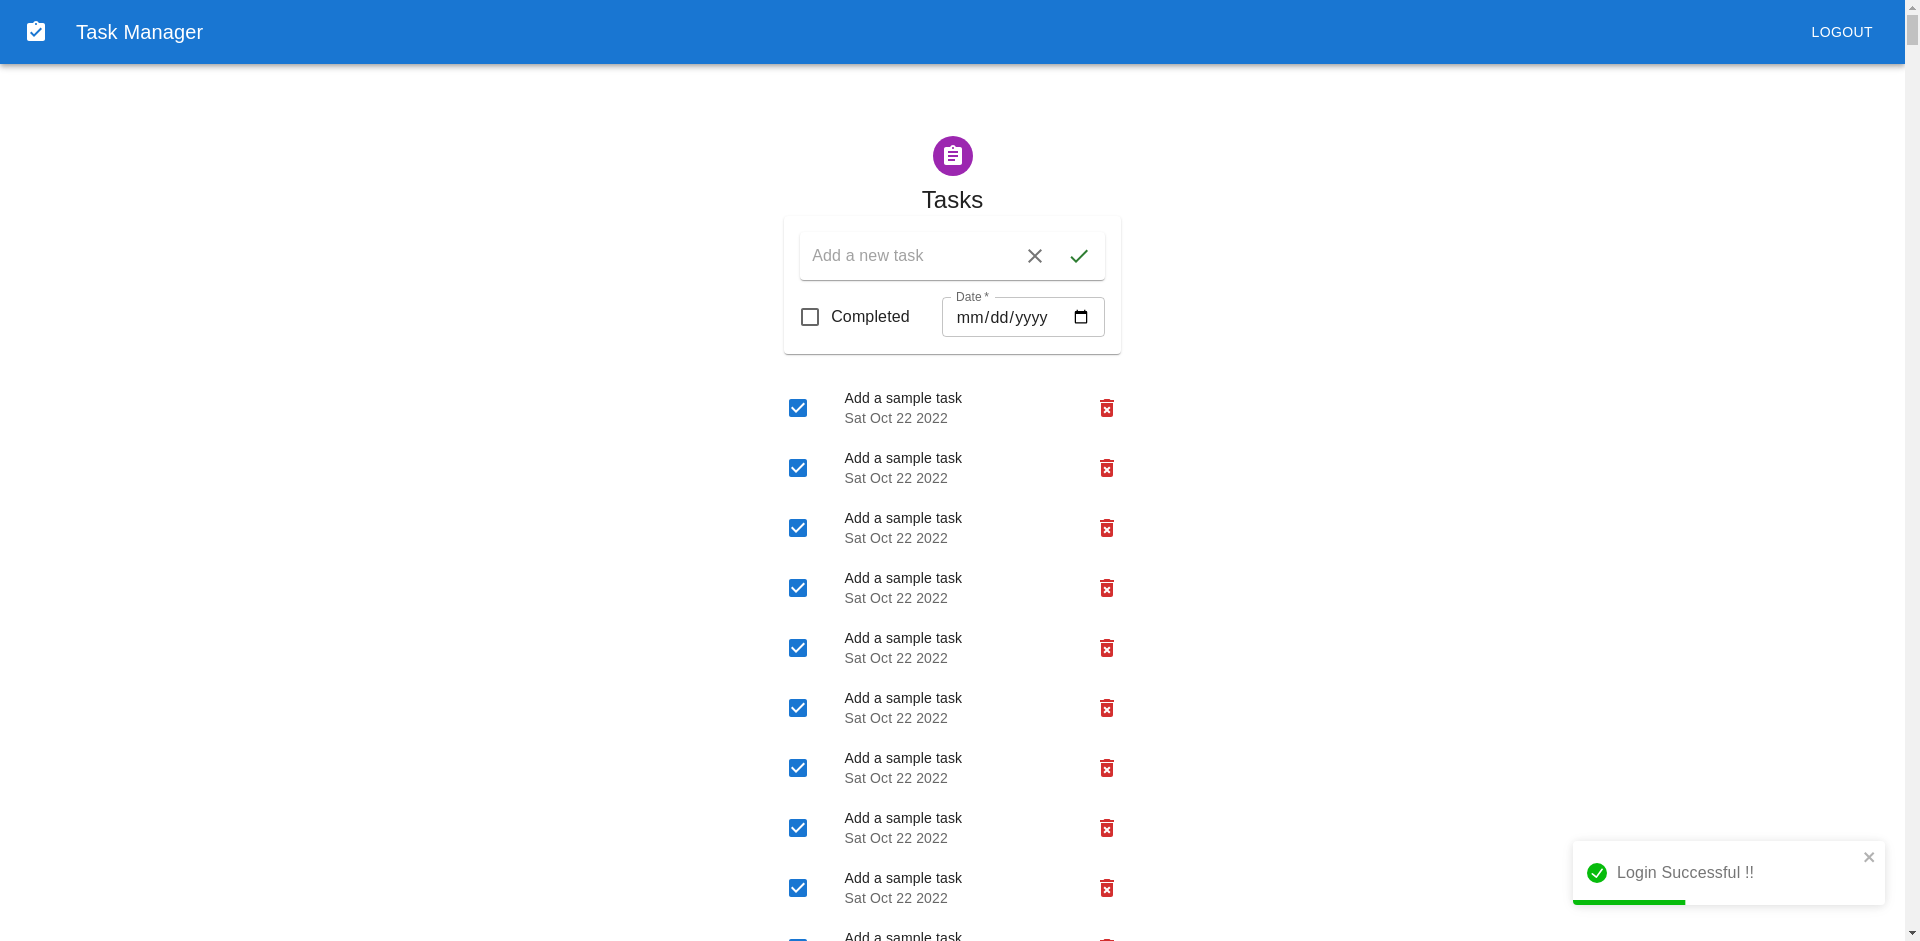 Task Manager
LOGOUT
Tasks
Add a new task
Completed
Date *
mm/dd/yyyy
Add a sample task
Sat Oct 22 2022
Add a sample task
Sat Oct 22 2022
Add a sample task
Sat Oct 22 2022
Add a sample task
Sat Oct 22 2022
Add a sample task
Sat Oct 22 2022
Add a sample task
Sat Oct 22 2022
Add a sample task
Sat Oct 22 2022
Add a sample task
Sat Oct 22 2022
Add a sample task
Sat Oct 22 2022
Add a sample task
Login Successful !!